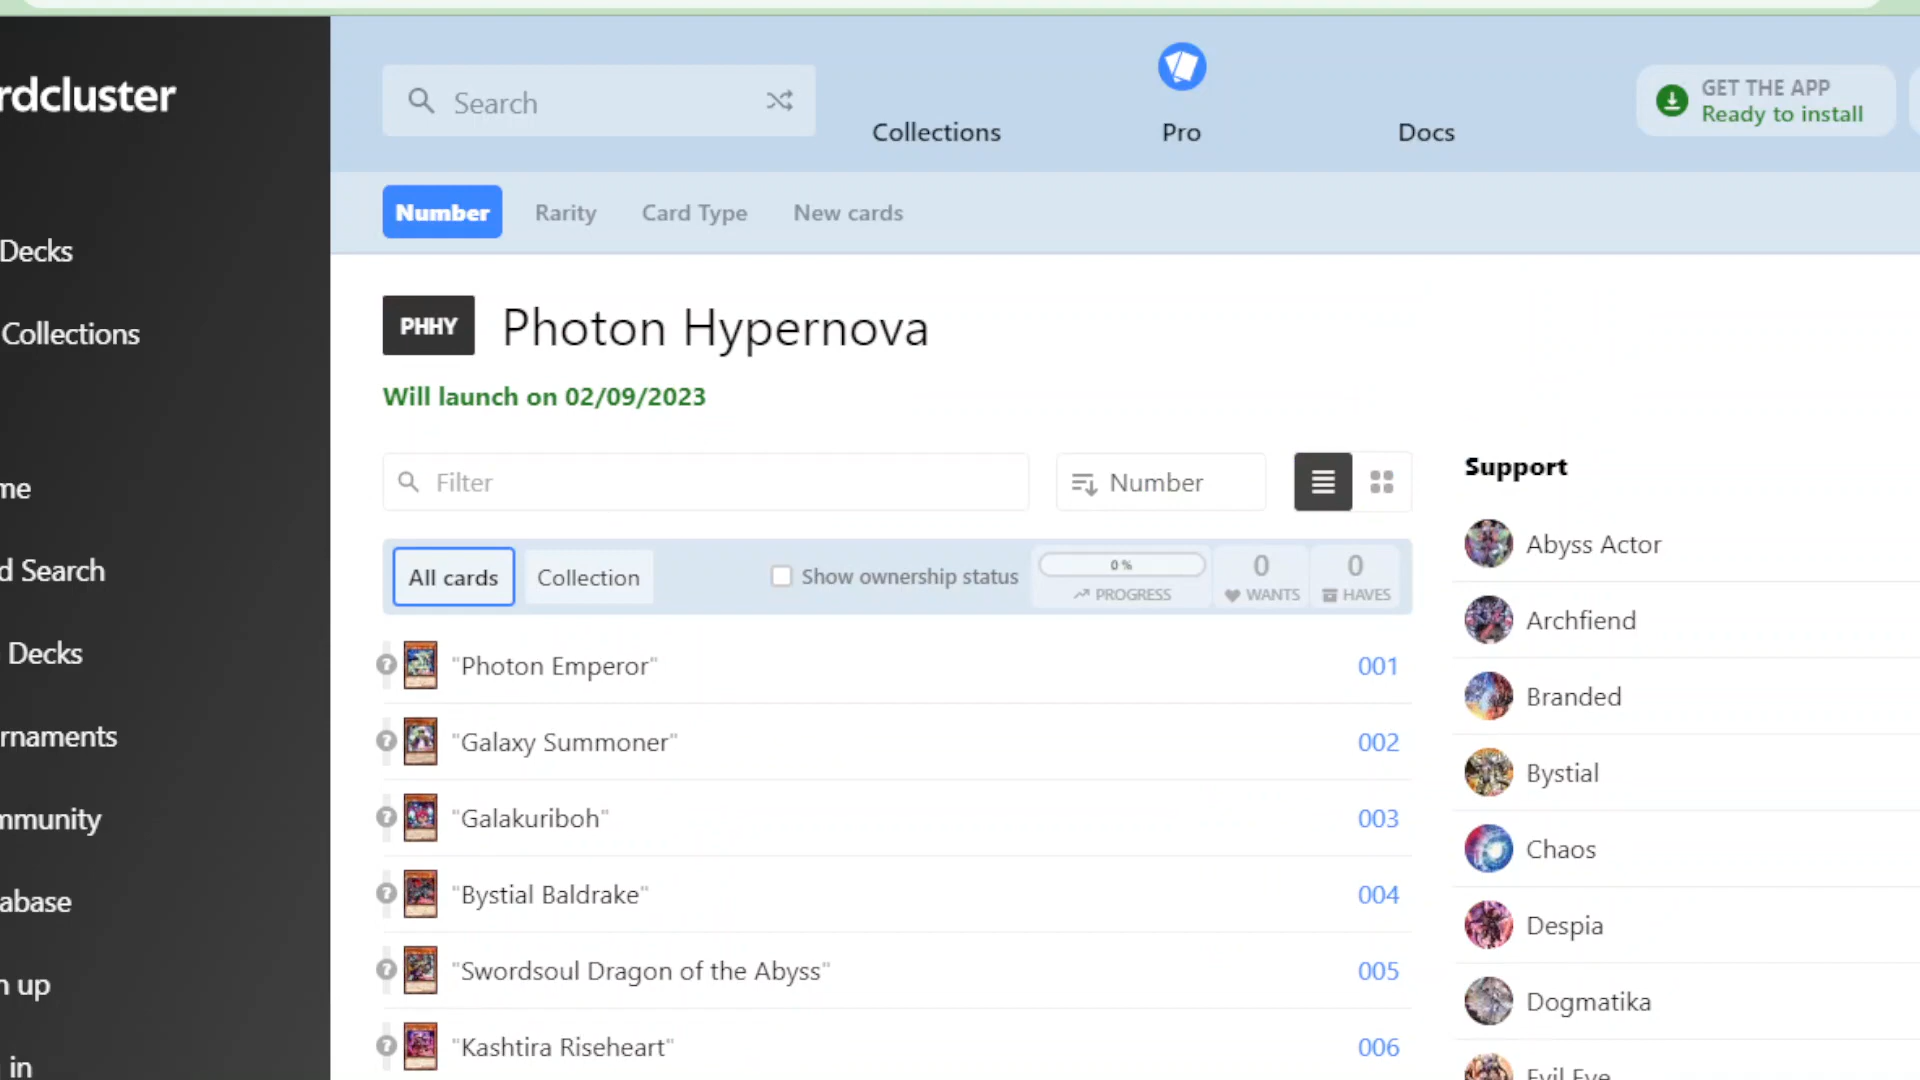 rdcluster
Decks
Collections
me
d Search
Decks
rnaments
mmunity
abase
n up
in
Search
Collections
Pro
Docs
GET THE APP
Ready to install
Number
Rarity
Card Type
New cards
PHHY
Photon Hypernova
Will launch on 02/09/2023
Filter
Number
All cards
Collection
Show ownership status
0 %
PROGRESS
0
WANTS
0
HAVES
"Photon Emperor"
001
"Galaxy Summoner"
002
"Galakuriboh"
003
"Bystial Baldrake"
004
"Swordsoul Dragon of the Abyss"
005
"Kashtira Riseheart"
006
Support
Abyss Actor
Archfiend
Branded
Bystial
Chaos
Despia
Dogmatika
Evil Eye